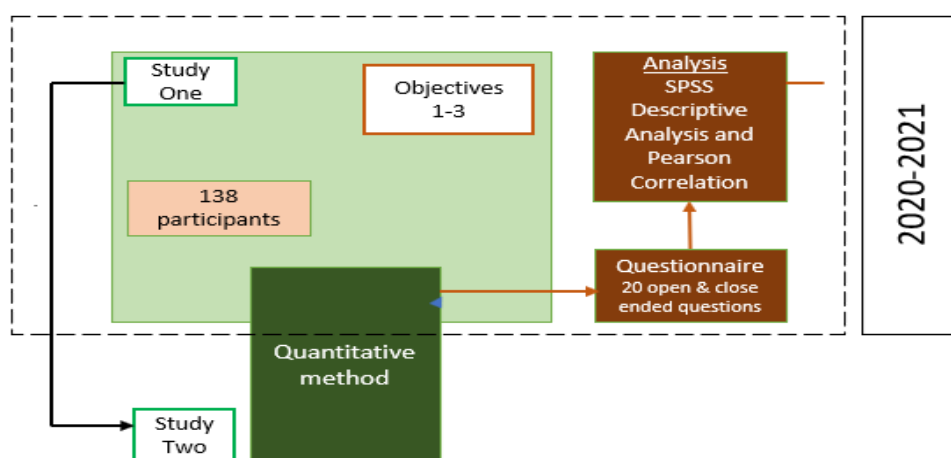 Study
One
Objectives
1-3
138
participants
Analysis
SPSS
Descriptive
Analysis and
Pearson
Correlation
Questionnaire
20 open & close
ended questions
Quantitative
method
Study
Two
2020-2021